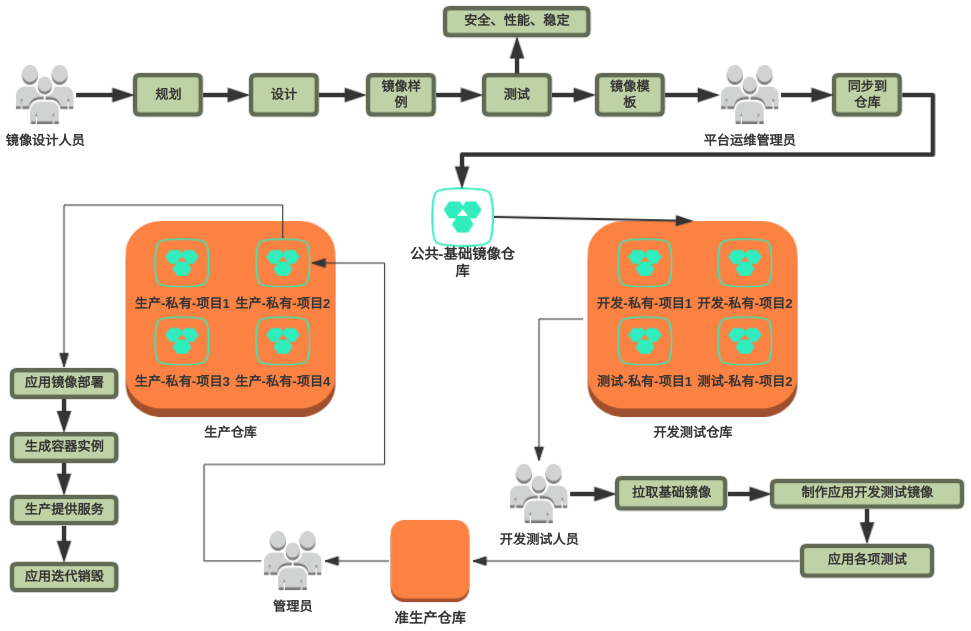 安全、性能、稳定
规划
设计
镜像样
例
测试
镜像模
板
同步到
仓库
镜像设计人员
平台运维管理员
公共-基础镜像仓
库
生产-私有-项目1
生产-私有-项目2
生产-私有-项目3
生产-私有-项目4
生产仓库
开发-私有-项目1
开发-私有-项目2
测试-私有-项目1
测试-私有-项目2
开发测试仓库
应用镜像部署
生成容器实例
生产提供服务
应用迭代销毁
开发测试人员
拉取基础镜像
制作应用开发测试镜像
应用各项测试
准生产仓库
管理员